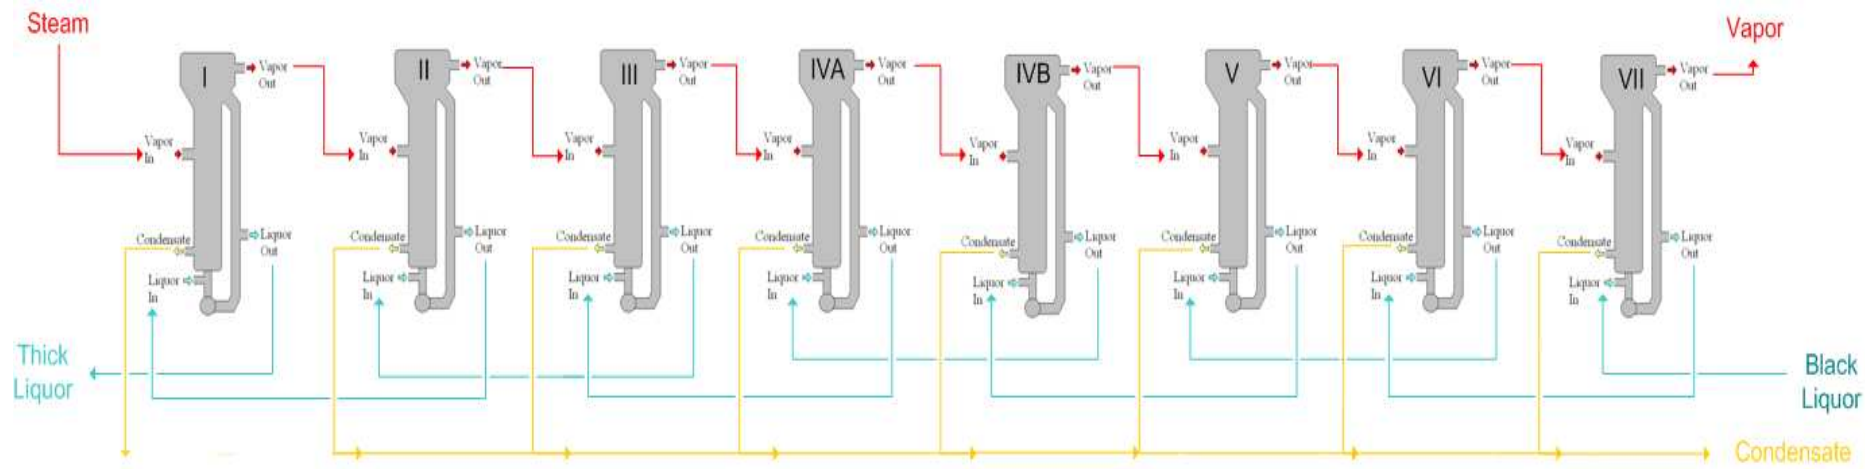 Steam
Vapor
I
II
III
IVA
IVB
V
VI
VII
Vapor
Out
Vapor
Out
Vapor
Out
Vapor
Out
Vapor
Out
Vapor
Out
Vapor
Out
Vapor
Out
Vapor
In
Vapor
In
Vapor
In
Vapor
In
Vapor
In
Vapor
In
Vapor
In
Vapor
In
Condensate
Condensate
Condensate
Condensate
Condensate
Condensate
Condensate
Condensate
Liquor
Out
Liquor
Out
Liquor
Out
Liquor
Out
Liquor
Out
Liquor
Out
Liquor
Out
Liquor
Out
Liquor
In
Liquor
In
Liquor
In
Liquor
In
Liquor
In
Liquor
In
Liquor
In
Liquor
In
Thick
Liquor
Black
Liquor
Condensate